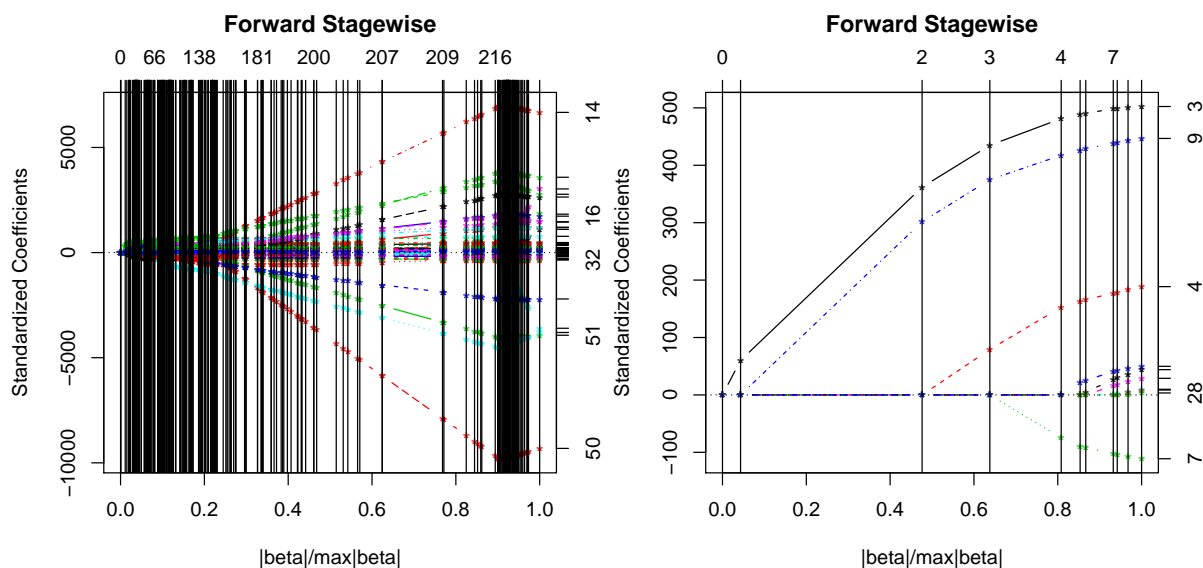 Forward Stagewise
0 66 138 181 200 207 209 216
Standardized Coefficients
5000
0
−5000
−10000
14
16
32
51
50
0.0 0.2 0.4 0.6 0.8 1.0
|beta|/max|beta|
Forward Stagewise
0 2 3 4 7
Standardized Coefficients
500
400
300
200
100
0
−100
3
9
4
28
7
0.0 0.2 0.4 0.6 0.8 1.0
|beta|/max|beta|